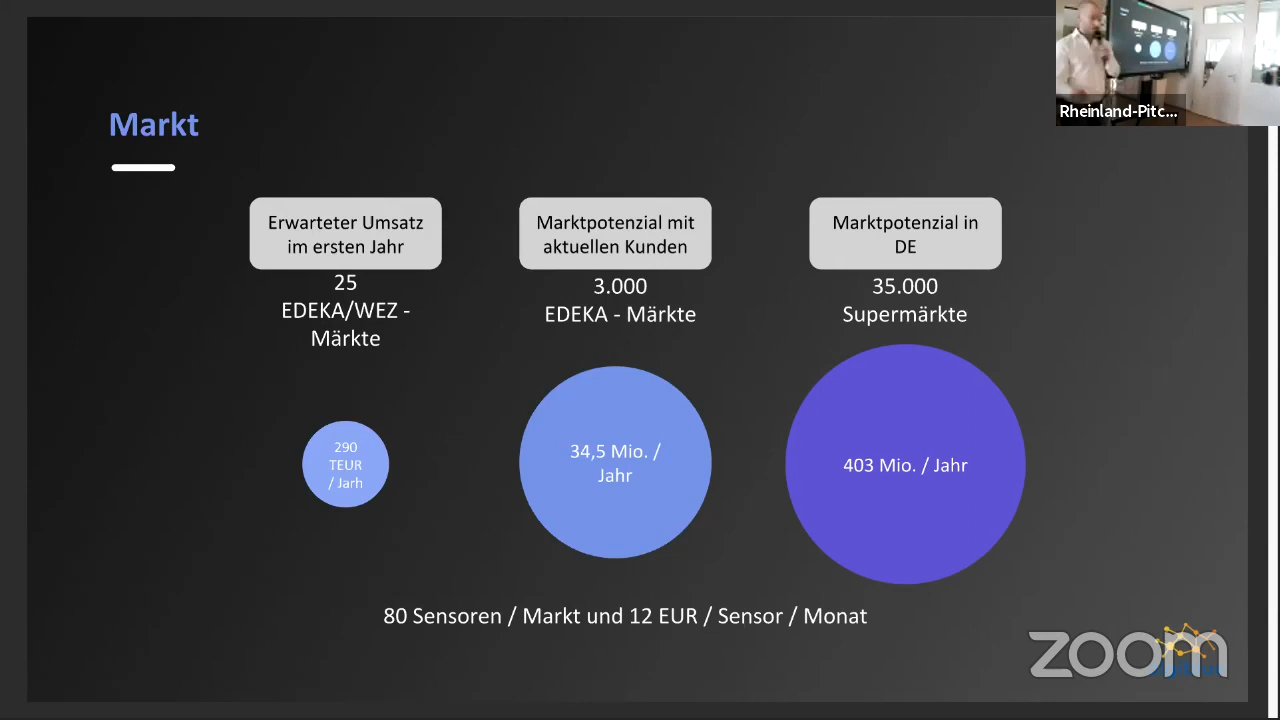 Rheinland-Pitc...
Markt
Erwarteter Umsatz
im ersten Jahr
25
EDEKA/WEZ -
Märkte
290
TEUR
/ Jarh
Marktpotenzial mit
aktuellen Kunden
3.000
EDEKA - Märkte
34,5 Mio. /
Jahr
Marktpotenzial in
DE
35.000
Supermärkte
403 Mio. / Jahr
80 Sensoren / Markt und 12 EUR / Sensor / Monat
zoom